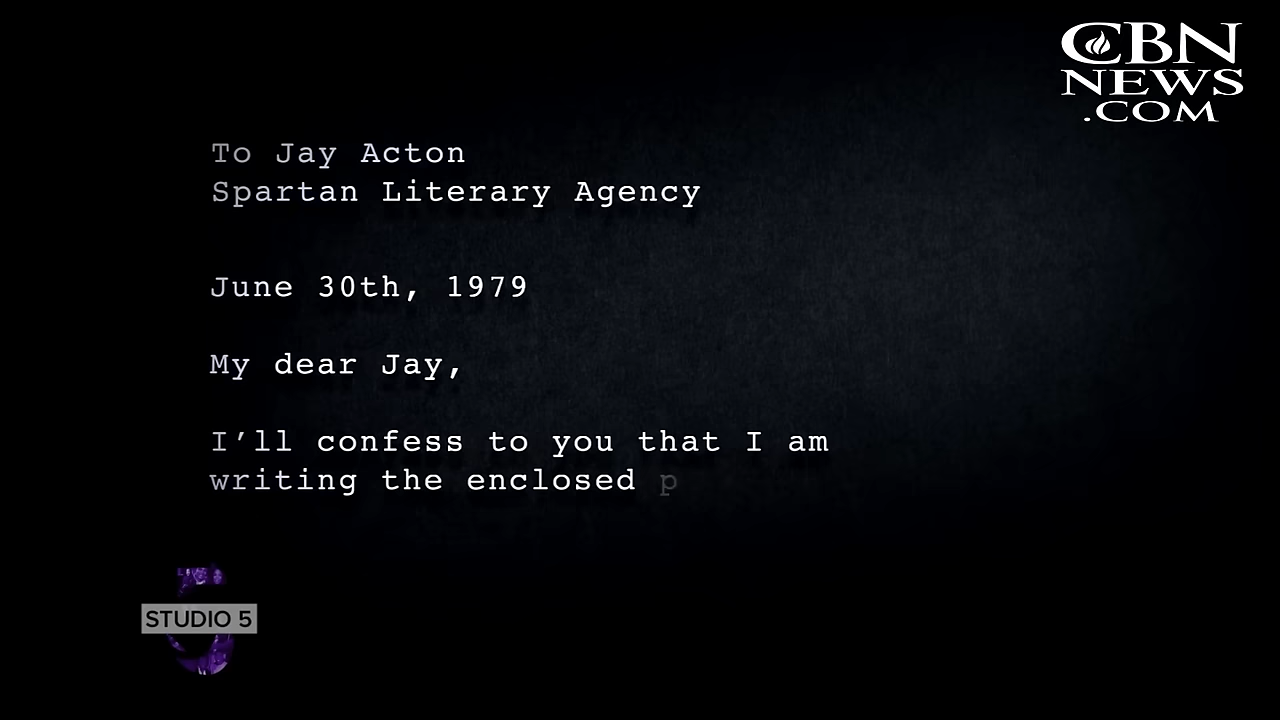 CBN
NEWS
.COM
To Jay Acton
Spartan Literary Agency
June 30th, 1979
My dear Jay,
I’ll confess to you that I am
writing the enclosed p
STUDIO 5